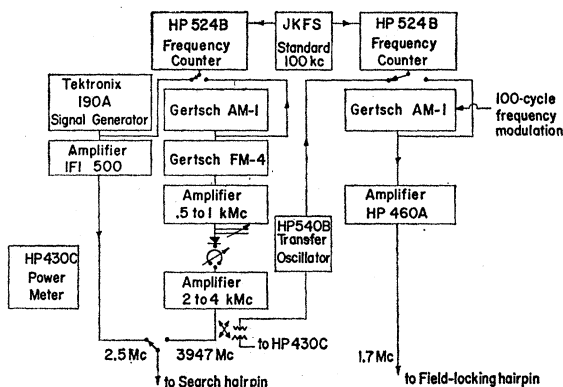 HP 524B
Frequency
Counter
JKFS
Standard
100 kc
HP 524B
Frequency
Counter
Tektronix
190A
Signal Generator
Gertsch AM-1
Gertsch AM-1
100-cycle
frequency
modulation
Amplifier
IFI 500
Gertsch FM-4
Amplifier
.5 to 1 kMc
Amplifier
HP 460A
HP540B
Transfer
Oscillator
HP430C
Power
Meter
Amplifier
2 to 4 kMc
to HP430C
2.5 Mc
3947 Mc
1.7 Mc
to Search hairpin
to Field-locking hairpin